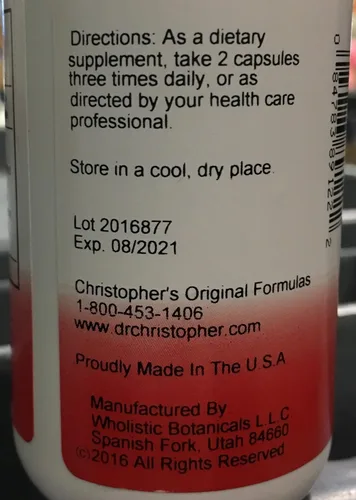 Directions: As a dietary
supplement, take 2 capsules
three times daily, or as
directed by your health care
professional.
Store in a cool, dry place.
Lot 2016877
Exp. 08/2021
Christopher's Original Formulas
1-800-453-1406
www.drchristopher.com
Proudly Made In The U.S.A
Manufactured By
Wholistic Botanicals L.L.C.
Spanish Fork, Utah 84660
(c)2016 All Rights Reserved